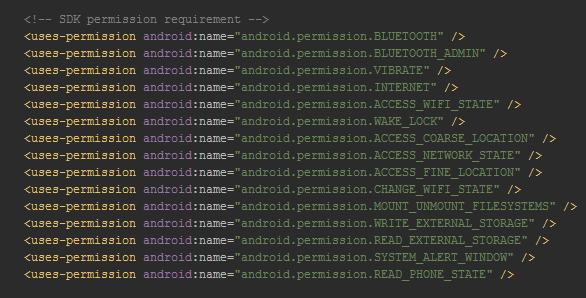 <!-- SDK permission requirement -->
<uses-permission android:name="android.permission.BLUETOOTH" />
<uses-permission android:name="android.permission.BLUETOOTH_ADMIN" />
<uses-permission android:name="android.permission.VIBRATE" />
<uses-permission android:name="android.permission.INTERNET" />
<uses-permission android:name="android.permission.ACCESS_WIFI_STATE" />
<uses-permission android:name="android.permission.WAKE_LOCK" />
<uses-permission android:name="android.permission.ACCESS_COARSE_LOCATION" />
<uses-permission android:name="android.permission.ACCESS_NETWORK_STATE" />
<uses-permission android:name="android.permission.ACCESS_FINE_LOCATION" />
<uses-permission android:name="android.permission.CHANGE_WIFI_STATE" />
<uses-permission android:name="android.permission.MOUNT_UNMOUNT_FILESYSTEMS" />
<uses-permission android:name="android.permission.WRITE_EXTERNAL_STORAGE" />
<uses-permission android:name="android.permission.READ_EXTERNAL_STORAGE" />
<uses-permission android:name="android.permission.SYSTEM_ALERT_WINDOW" />
<uses-permission android:name="android.permission.READ_PHONE_STATE" />